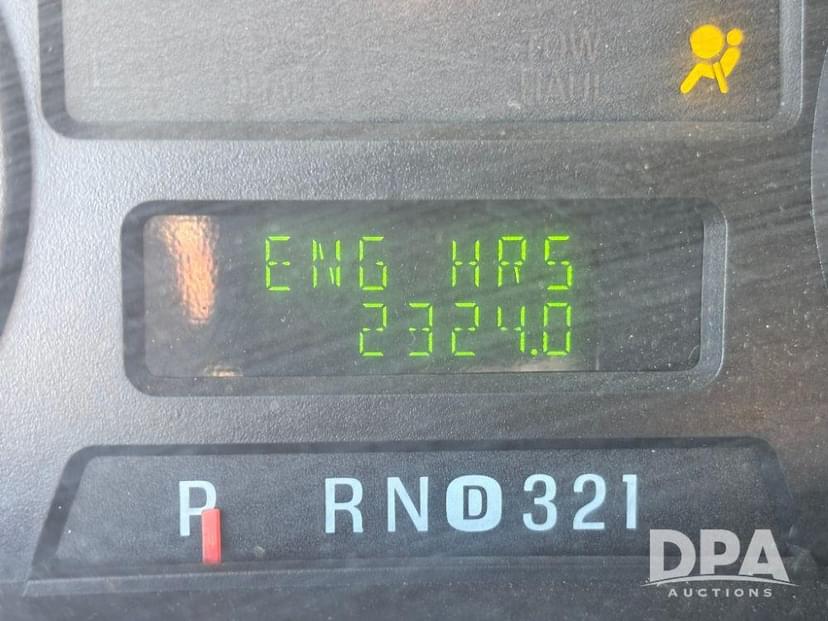 TOW
HAUL
ENG HRS
2324.0
P RND321
DPA
AUCTIONS